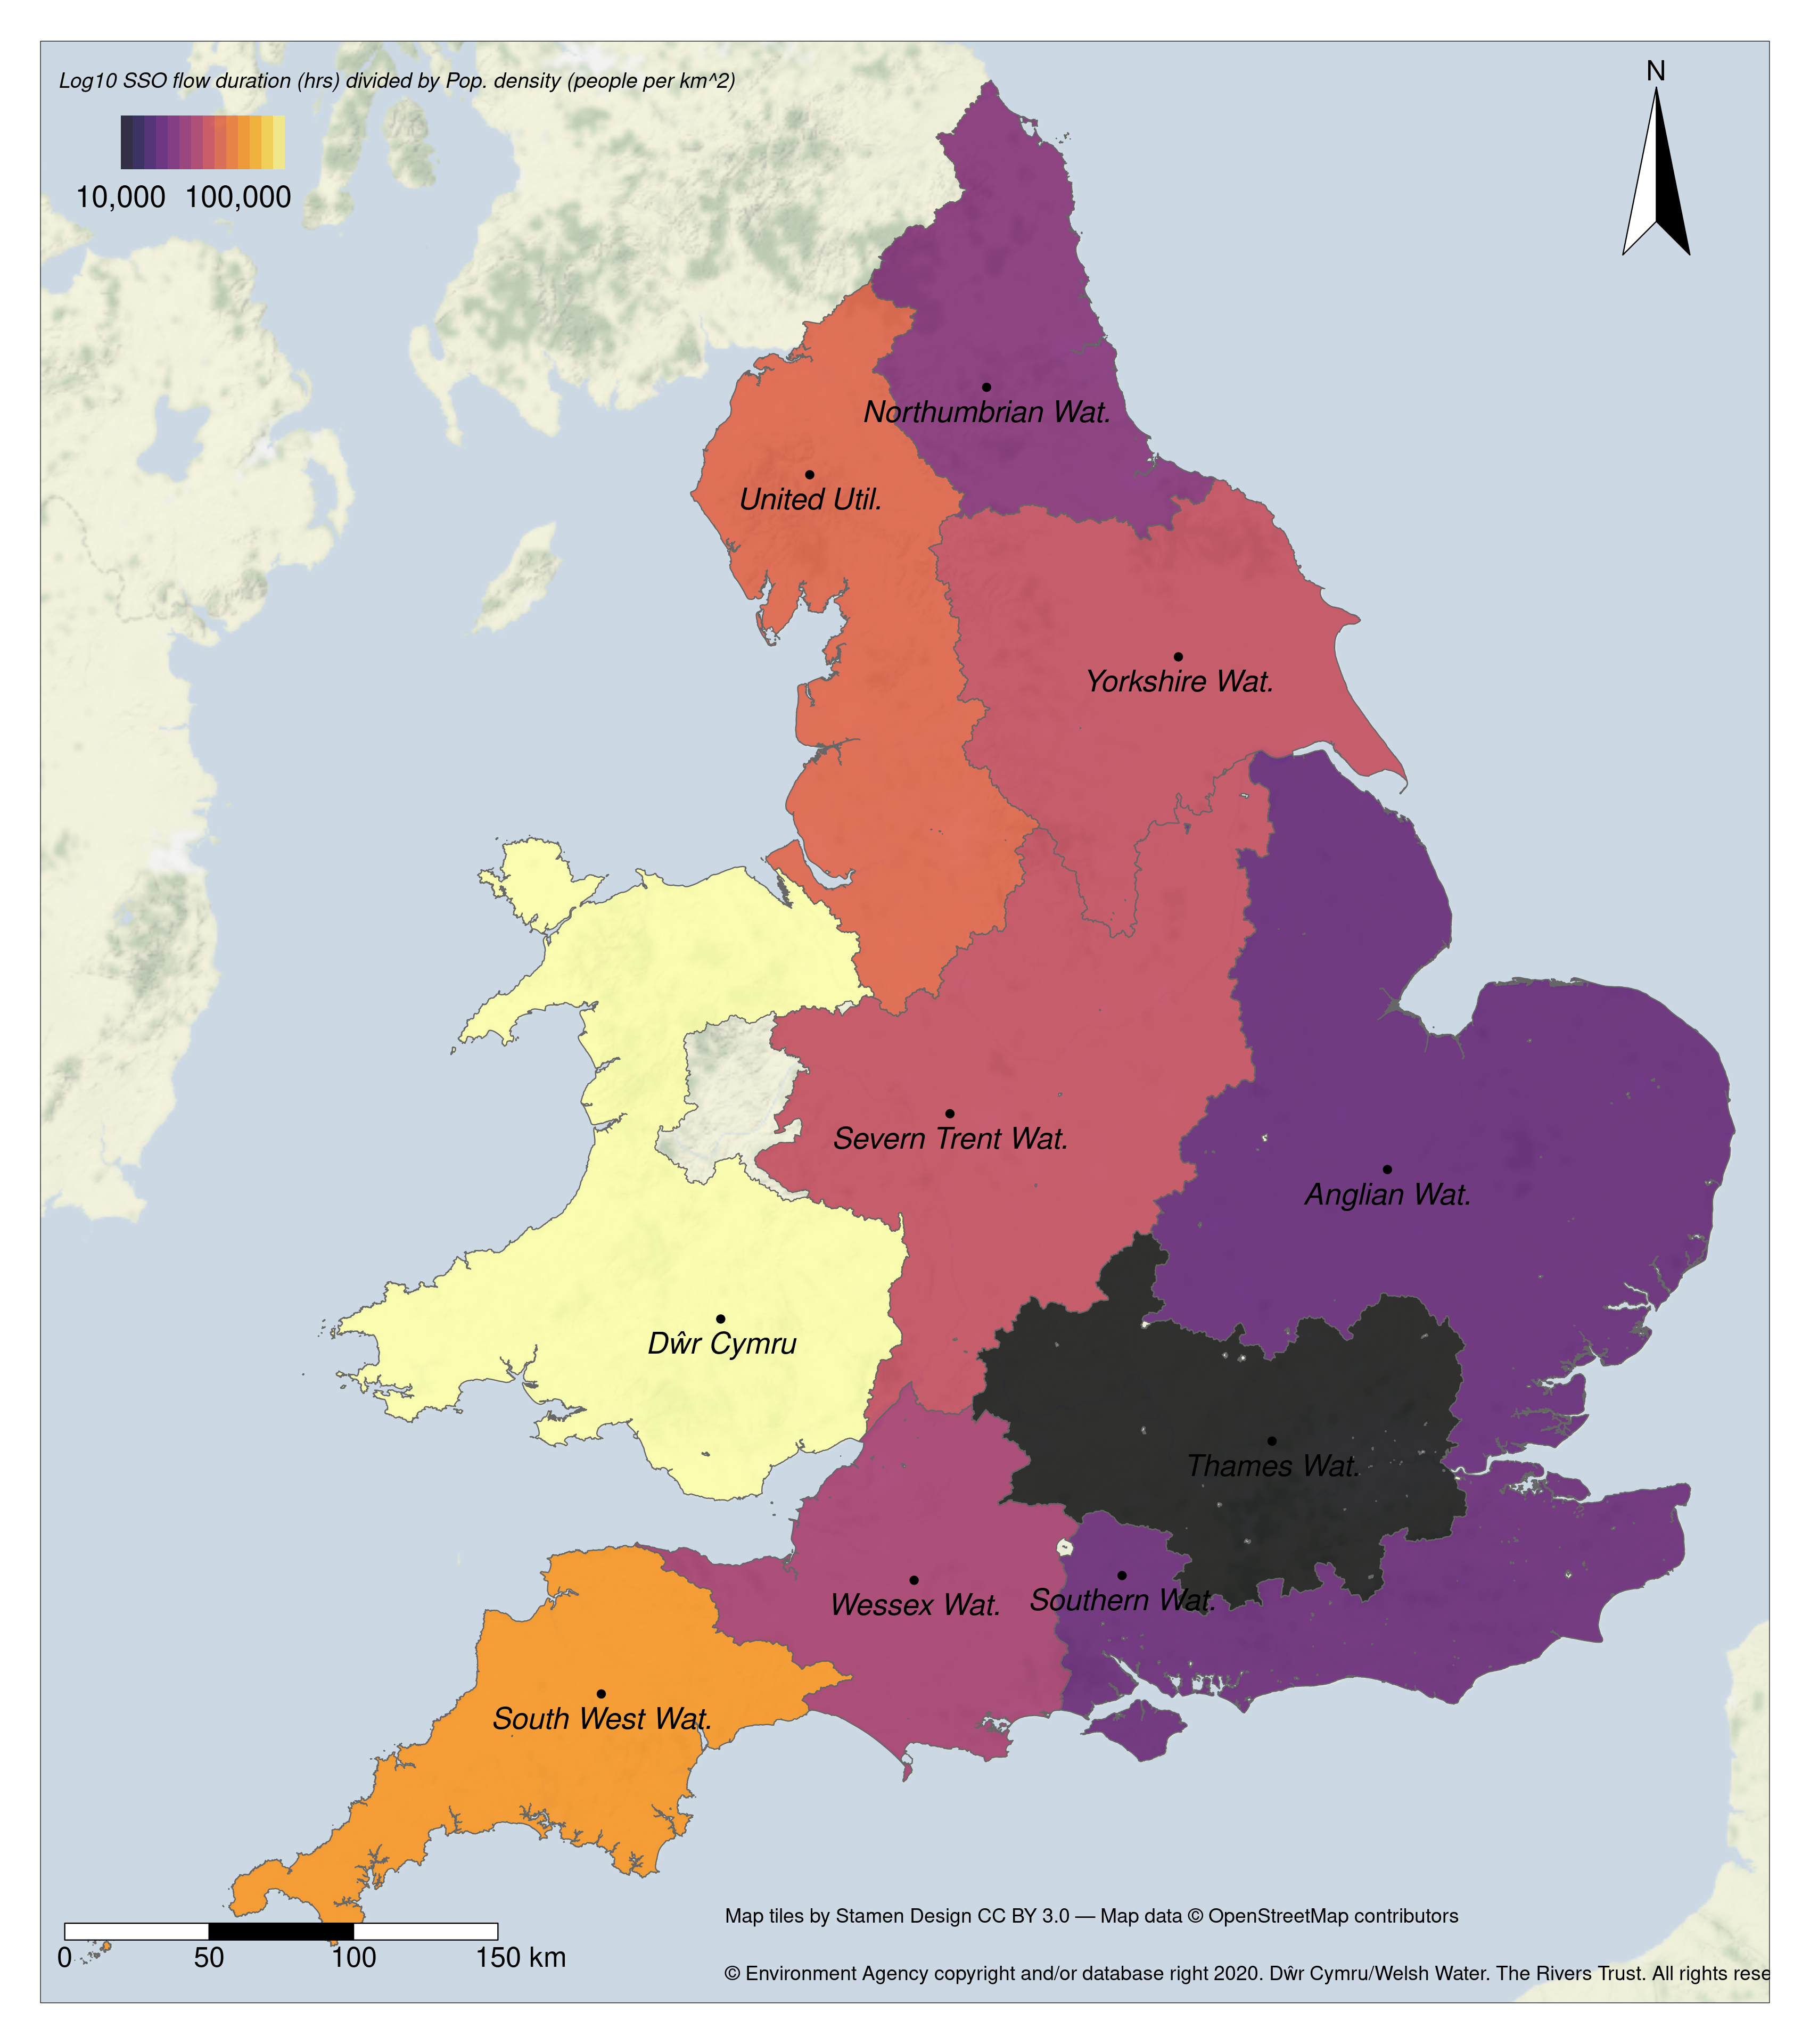 Log10 SSO flow duration (hrs) divided by Pop. density (people per km^2)
10,000 100,000
N
Northumbrian Wat.
United Util.
Yorkshire Wat.
Severn Trent Wat.
Anglian Wat.
Dŵr Cymru
Thames Wat.
Wessex Wat.
Southern Wat.
South West Wat.
Map tiles by Stamen Design CC BY 3.0 — Map data © OpenStreetMap contributors
0 50 100 150 km
© Environment Agency copyright and/or database right 2020. Dŵr Cymru/Welsh Water. The Rivers Trust. All rights rese